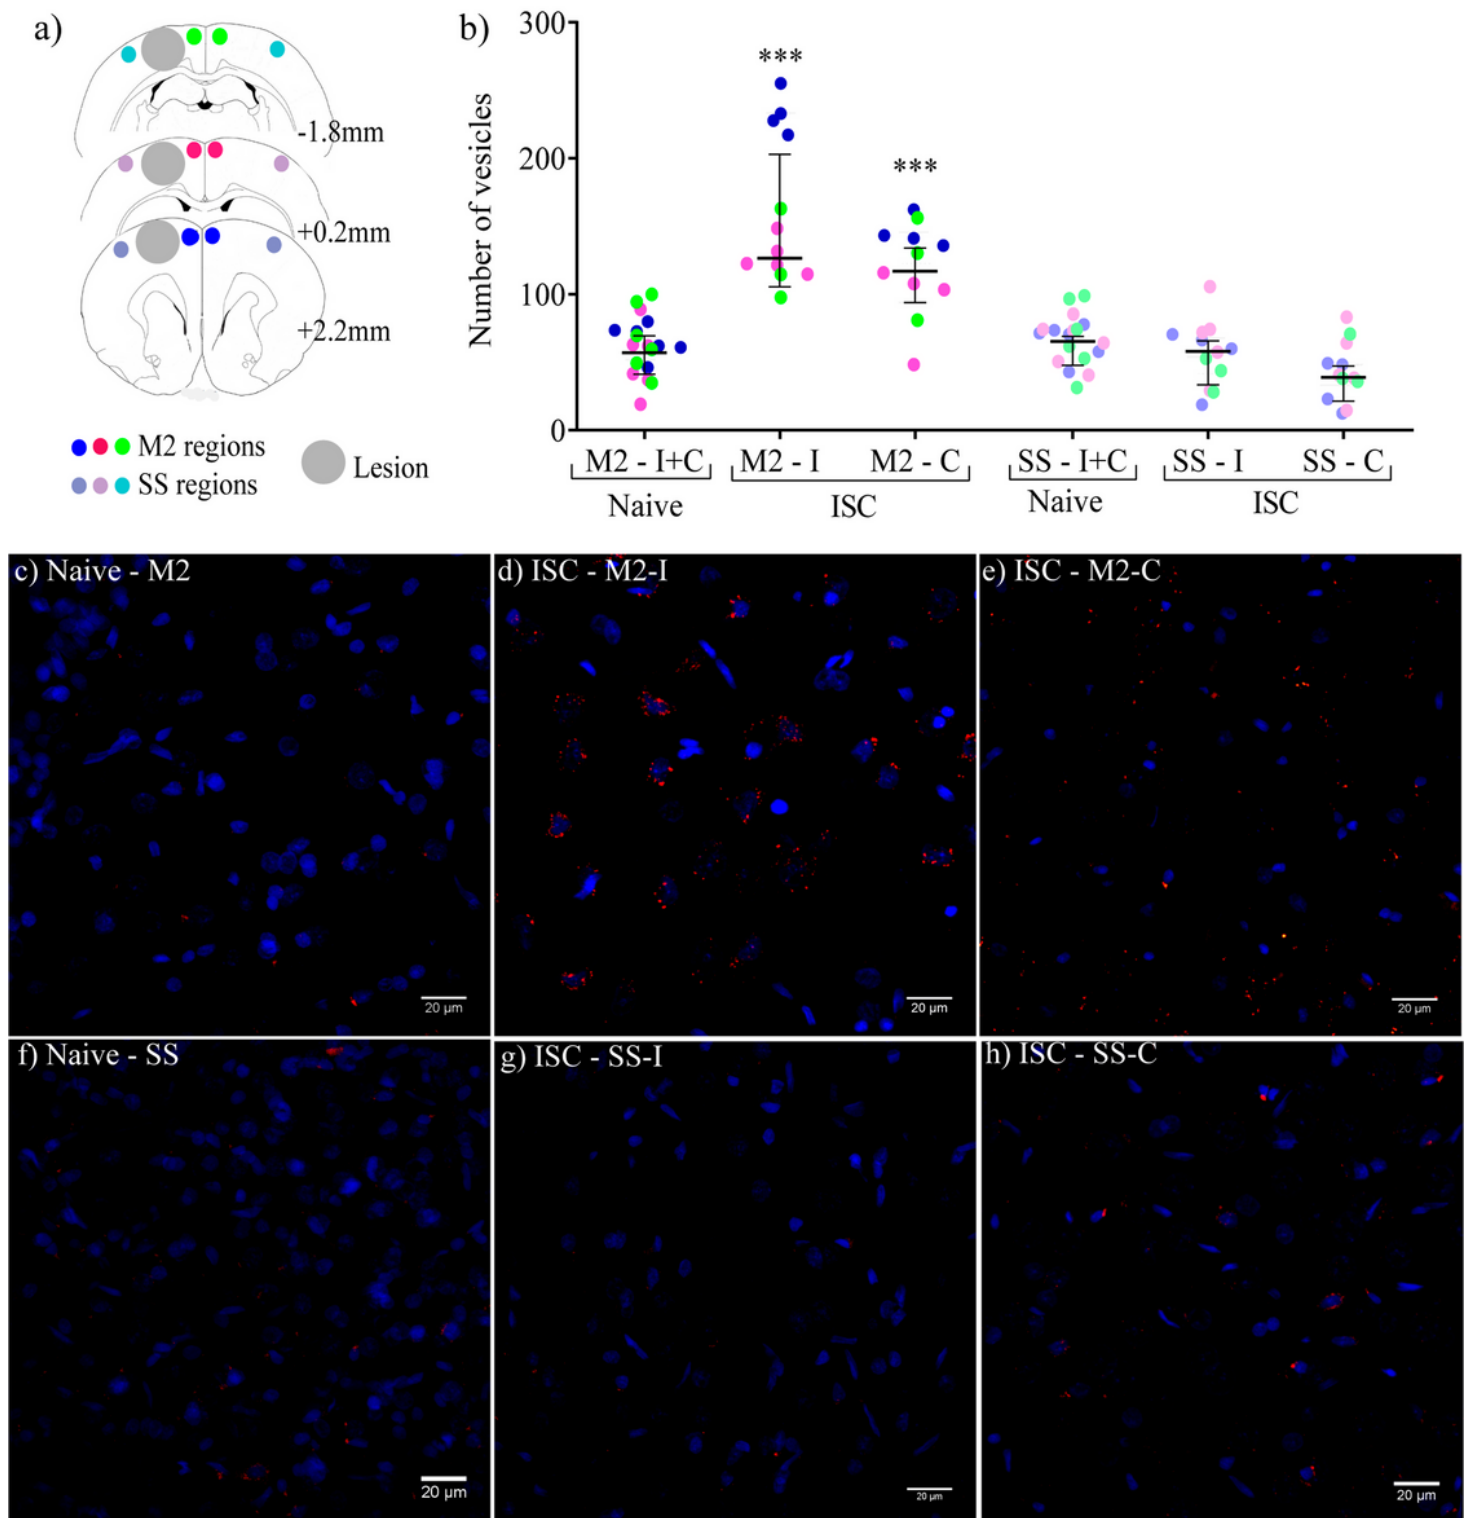 a)
-1.8mm
+0.2mm
+2.2mm
M2 regions
SS regions
Lesion
b)
Number of vesicles
300
200
100
0
***
***
M2 - I+C
M2 - I
M2 - C
SS - I+C
SS - I
SS - C
Naive
ISC
Naive
ISC
c) Naive - M2
20 µm
d) ISC - M2-I
20 µm
e) ISC - M2-C
20 µm
f) Naive - SS
20 µm
g) ISC - SS-I
20 µm
h) ISC - SS-C
20 µm